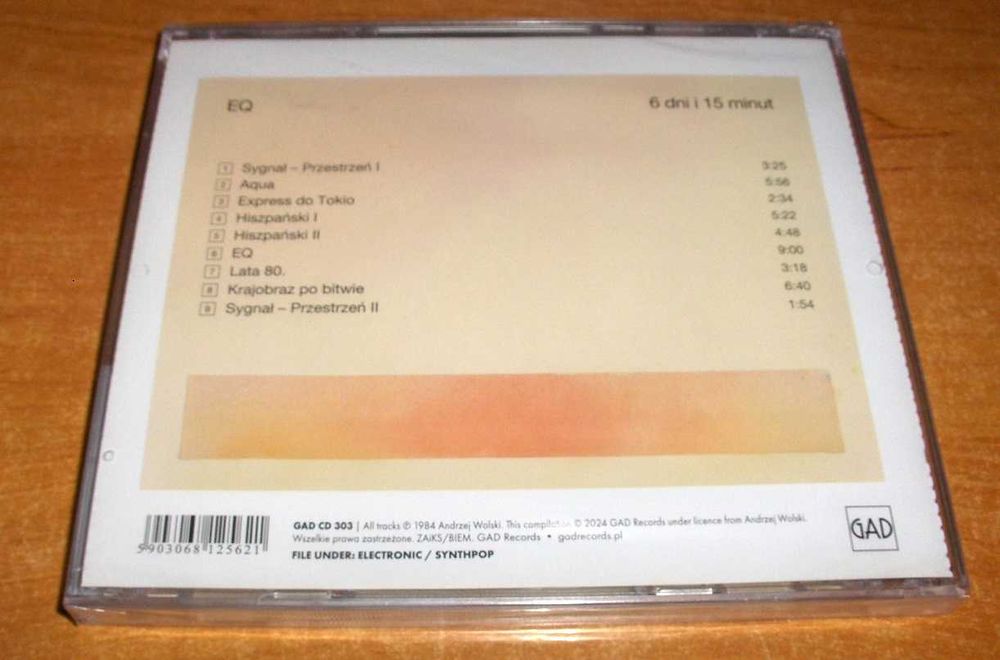 EQ 6 dni i 15 minut
1 Sygnał – Przestrzeń I 3:25
2 Aqua 5:56
3 Express do Tokio 2:34
4 Hiszpański I 5:22
5 Hiszpański II 4:48
6 EQ 9:00
7 Lata 80. 3:18
8 Krajobraz po bitwie 6:40
9 Sygnał – Przestrzeń II 1:54
GAD CD 303 | All tracks ℗ 1984 Andrzej Wolski. This compilation © 2024 GAD Records under licence from Andrzej Wolski.
Wszelkie prawa zastrzeżone. ZAiKS/BIEM. GAD Records • gadrecords.pl
FILE UNDER: ELECTRONIC / SYNTHPOP
5 903068 125621
GAD